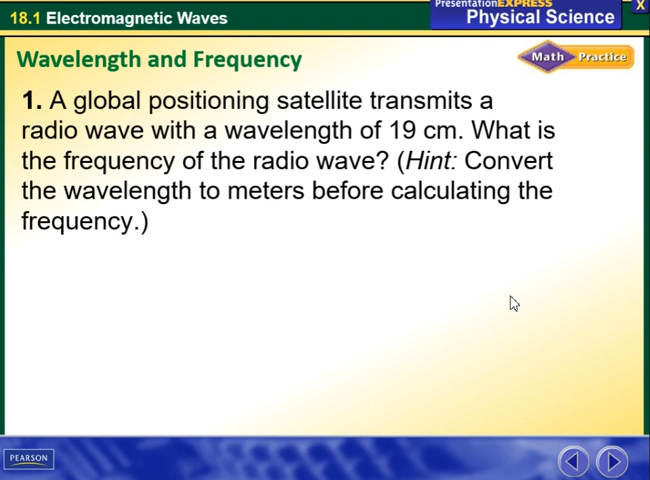 18.1 Electromagnetic Waves
PresentationEXPRESS
Physical Science
X
Wavelength and Frequency
Math Practice
1. A global positioning satellite transmits a
radio wave with a wavelength of 19 cm. What is
the frequency of the radio wave? (Hint: Convert
the wavelength to meters before calculating the
frequency.)
PEARSON